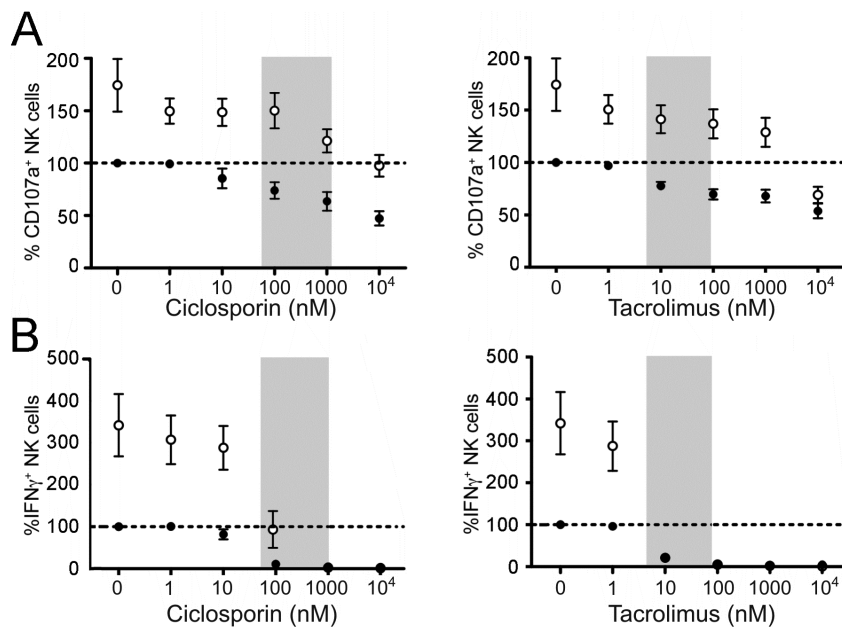 A
% CD107a⁺ NK cells
200
150
100
50
0
0 1 10 100 1000 10⁴
Ciclosporin (nM)
% CD107a⁺ NK cells
200
150
100
50
0
0 1 10 100 1000 10⁴
Tacrolimus (nM)
B
%IFNγ⁺ NK cells
500
400
300
200
100
0
0 1 10 100 1000 10⁴
Ciclosporin (nM)
%IFNγ⁺ NK cells
500
400
300
200
100
0
0 1 10 100 1000 10⁴
Tacrolimus (nM)